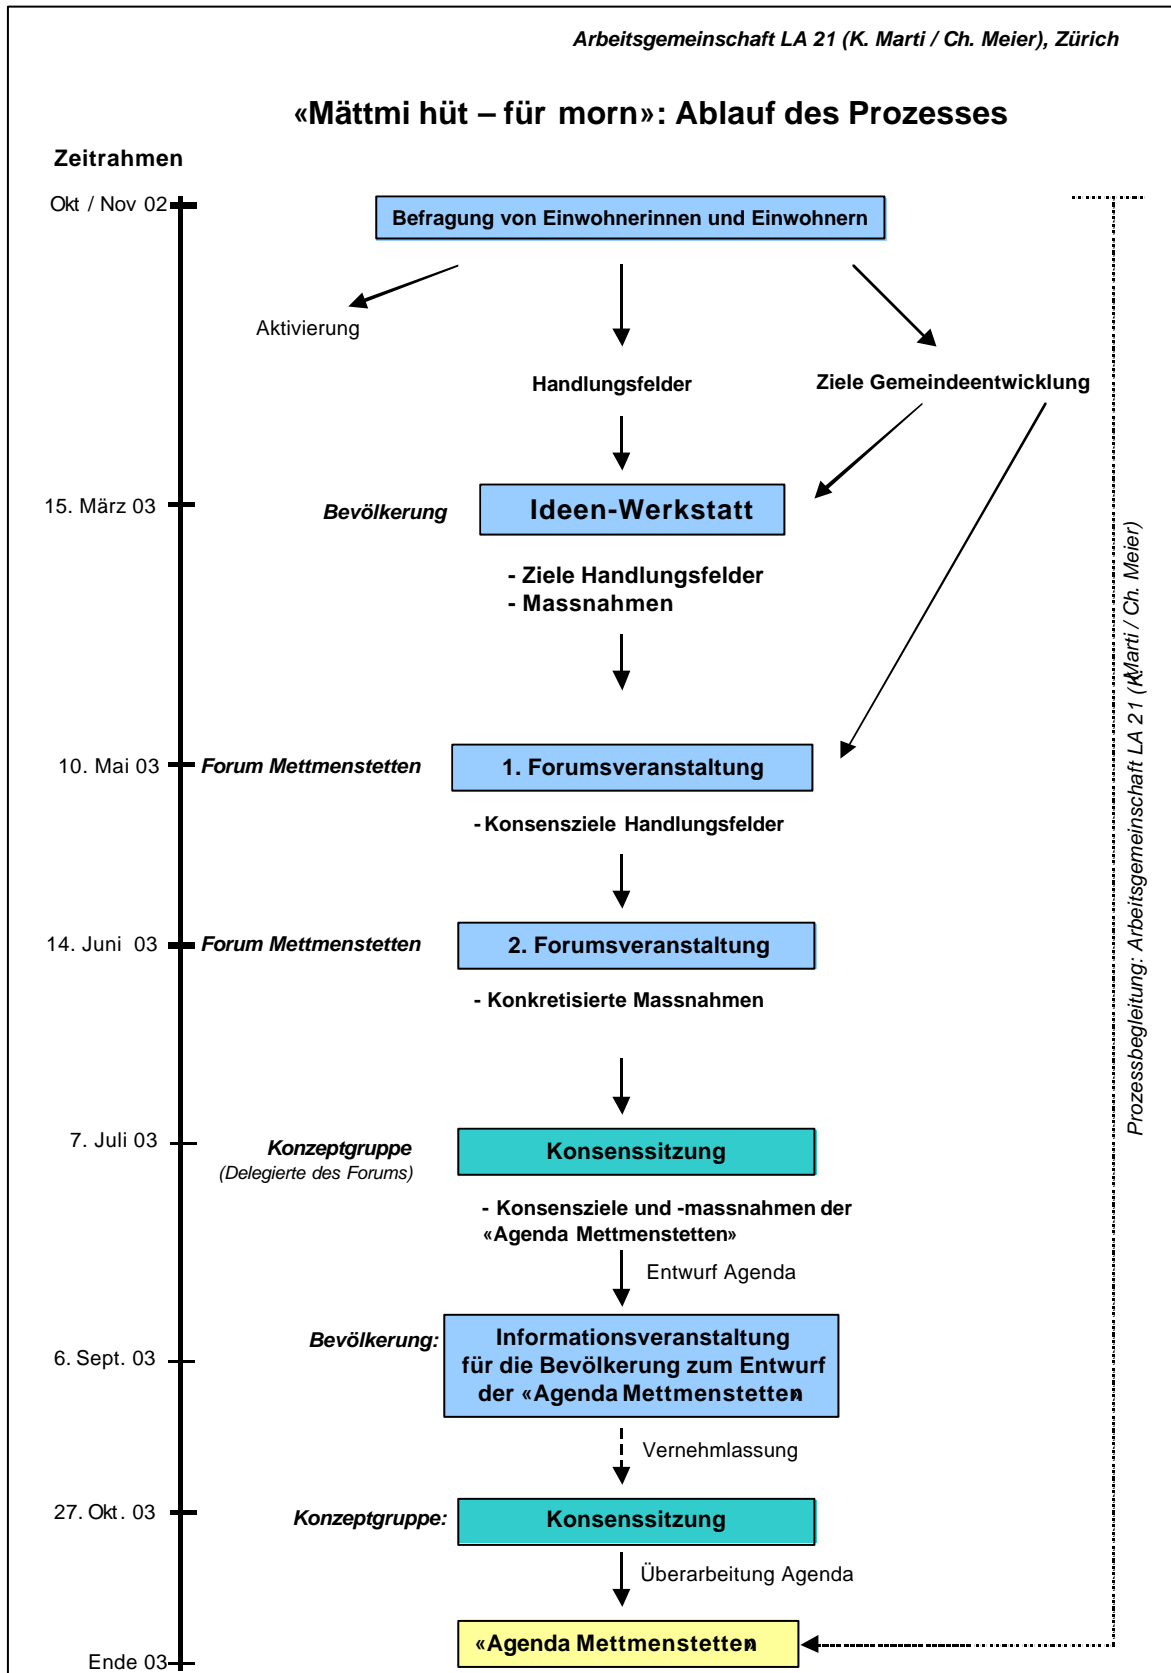 Arbeitsgemeinschaft LA 21 (K. Marti / Ch. Meier), Zürich
«Mättmi hüt – für morn»: Ablauf des Prozesses
Zeitrahmen
Okt / Nov 02
Befragung von Einwohnerinnen und Einwohnern
Aktivierung
Handlungsfelder
Ziele Gemeindeentwicklung
15. März 03
Bevölkerung
Ideen-Werkstatt
- Ziele Handlungsfelder
- Massnahmen
10. Mai 03
Forum Mettmenstetten
1. Forumsveranstaltung
- Konsensziele Handlungsfelder
14. Juni 03
Forum Mettmenstetten
2. Forumsveranstaltung
- Konkretisierte Massnahmen
7. Juli 03
Konzeptgruppe
(Delegierte des Forums)
Konsenssitzung
- Konsensziele und -massnahmen der
«Agenda Mettmenstetten»
Entwurf Agenda
6. Sept. 03
Bevölkerung:
Informationsveranstaltung
für die Bevölkerung zum Entwurf
der «Agenda Mettmenstetten»
Vernehmlassung
27. Okt. 03
Konzeptgruppe:
Konsenssitzung
Überarbeitung Agenda
«Agenda Mettmenstetten»
Ende 03
Prozessbegleitung: Arbeitsgemeinschaft LA 21 (K. Marti / Ch. Meier)